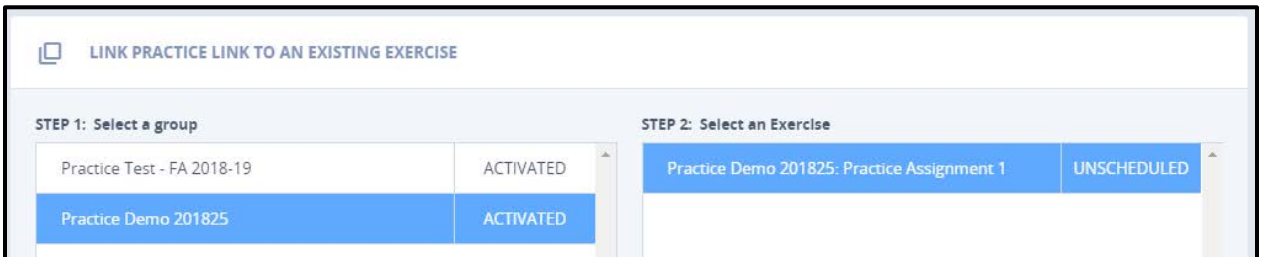 LINK PRACTICE LINK TO AN EXISTING EXERCISE
STEP 1: Select a group
Practice Test - FA 2018-19 ACTIVATED
Practice Demo 201825 ACTIVATED
STEP 2: Select an Exercise
Practice Demo 201825: Practice Assignment 1 UNSCHEDULED